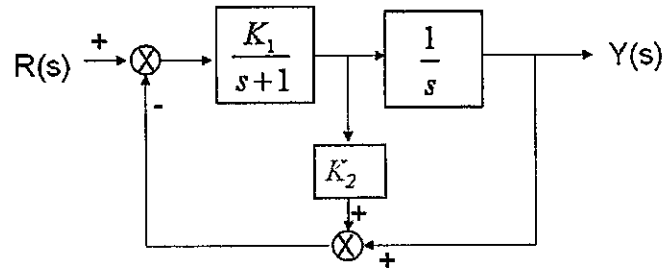 R(s)
+
-
K₁
s+1
1
s
Y(s)
K₂
+
+